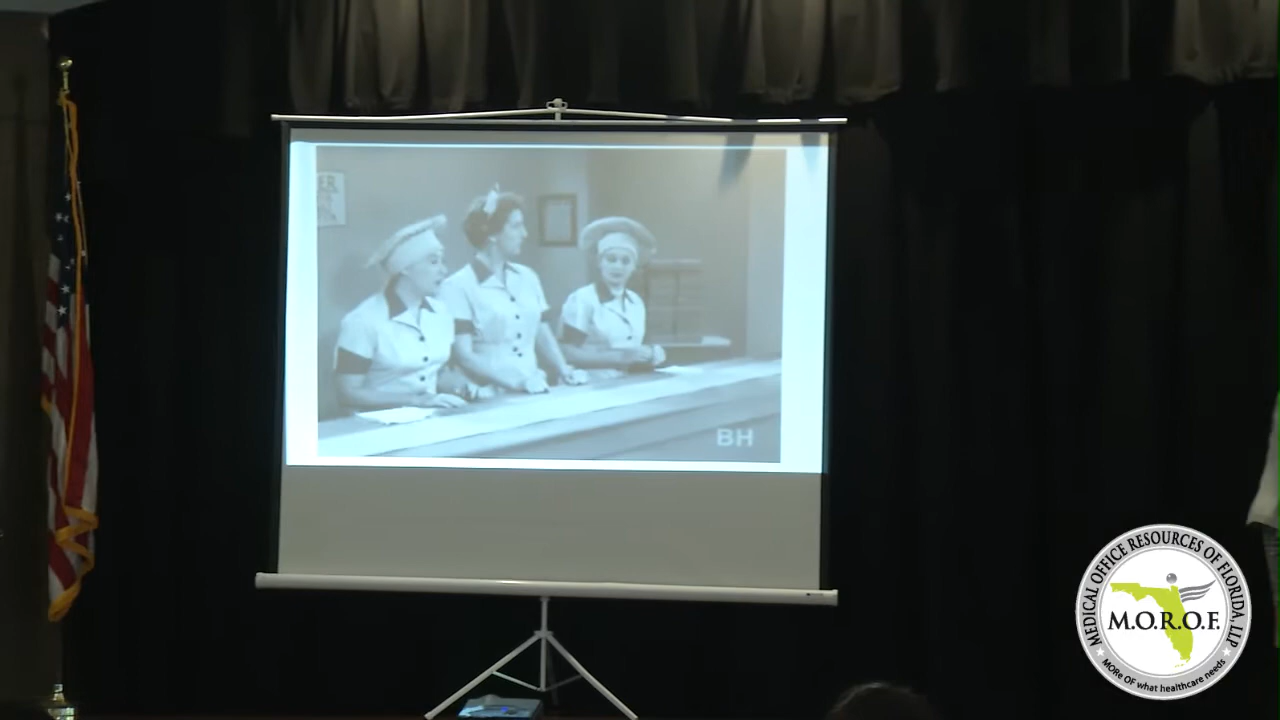 BH
MEDICAL OFFICE RESOURCES OF FLORIDA, LLP
M.O.R.O.F.
MORe OF what healthcare needs